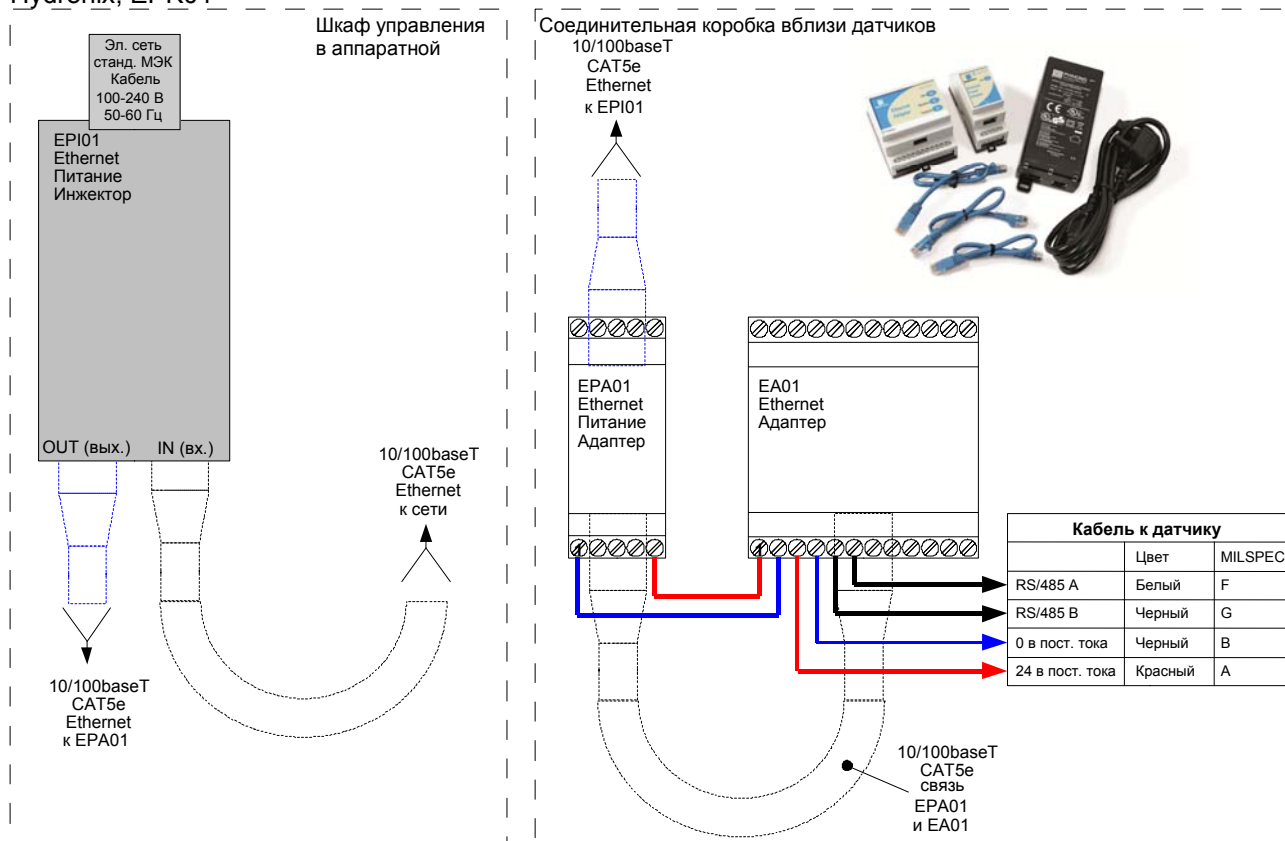 Шкаф управления
в аппаратной
Эл. сеть
станд. МЭК
Кабель
100-240 В
50-60 Гц
EPI01
Ethernet
Питание
Инжектор
OUT (вых.)
IN (вх.)
10/100baseT
CAT5e
Ethernet
к сети
10/100baseT
CAT5e
Ethernet
к EPA01
Соединительная коробка вблизи датчиков
10/100baseT
CAT5e
Ethernet
к EPI01
EPA01
Ethernet
Питание
Адаптер
EA01
Ethernet
Адаптер
Кабель к датчику
Цвет MILSPEC
RS/485 A Белый F
RS/485 B Черный G
0 в пост. тока Черный B
24 в пост. тока Красный A
10/100baseT
CAT5e
связь
EPA01
и EA01